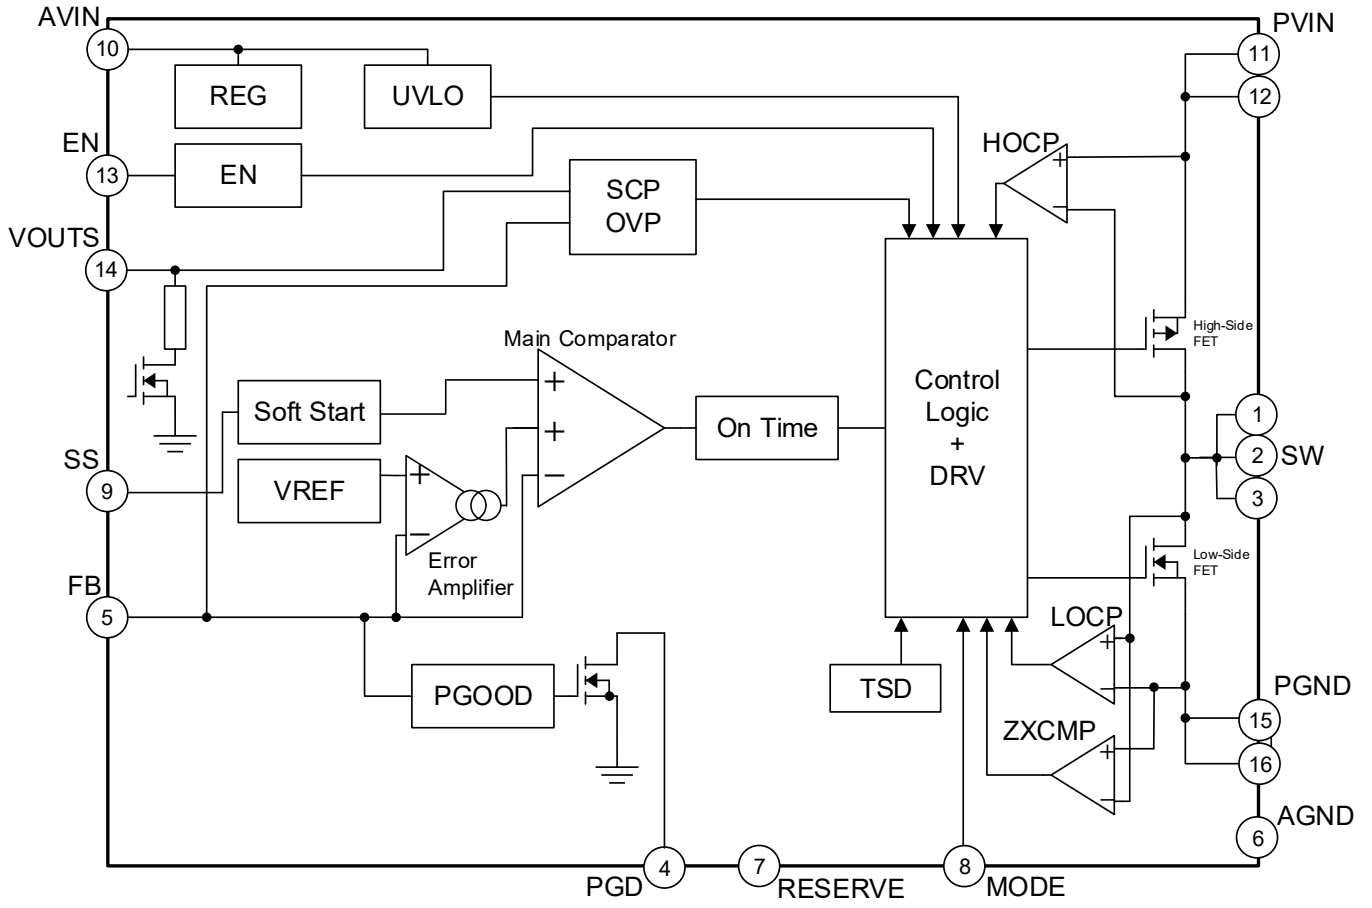 AVIN
PVIN
10
11
REG
UVLO
12
EN
13
EN
HOCP
+
−
SCP
OVP
VOUTS
14
High-Side
FET
Main Comparator
Control
Logic
+
DRV
Soft Start
+
+
−
On Time
1
2
3
SW
SS
9
VREF
+
−
Error
Amplifier
Low-Side
FET
FB
5
LOCP
+
−
PGOOD
TSD
PGND
15
ZXCMP
+
−
16
AGND
6
PGD
4
7
RESERVE
8
MODE